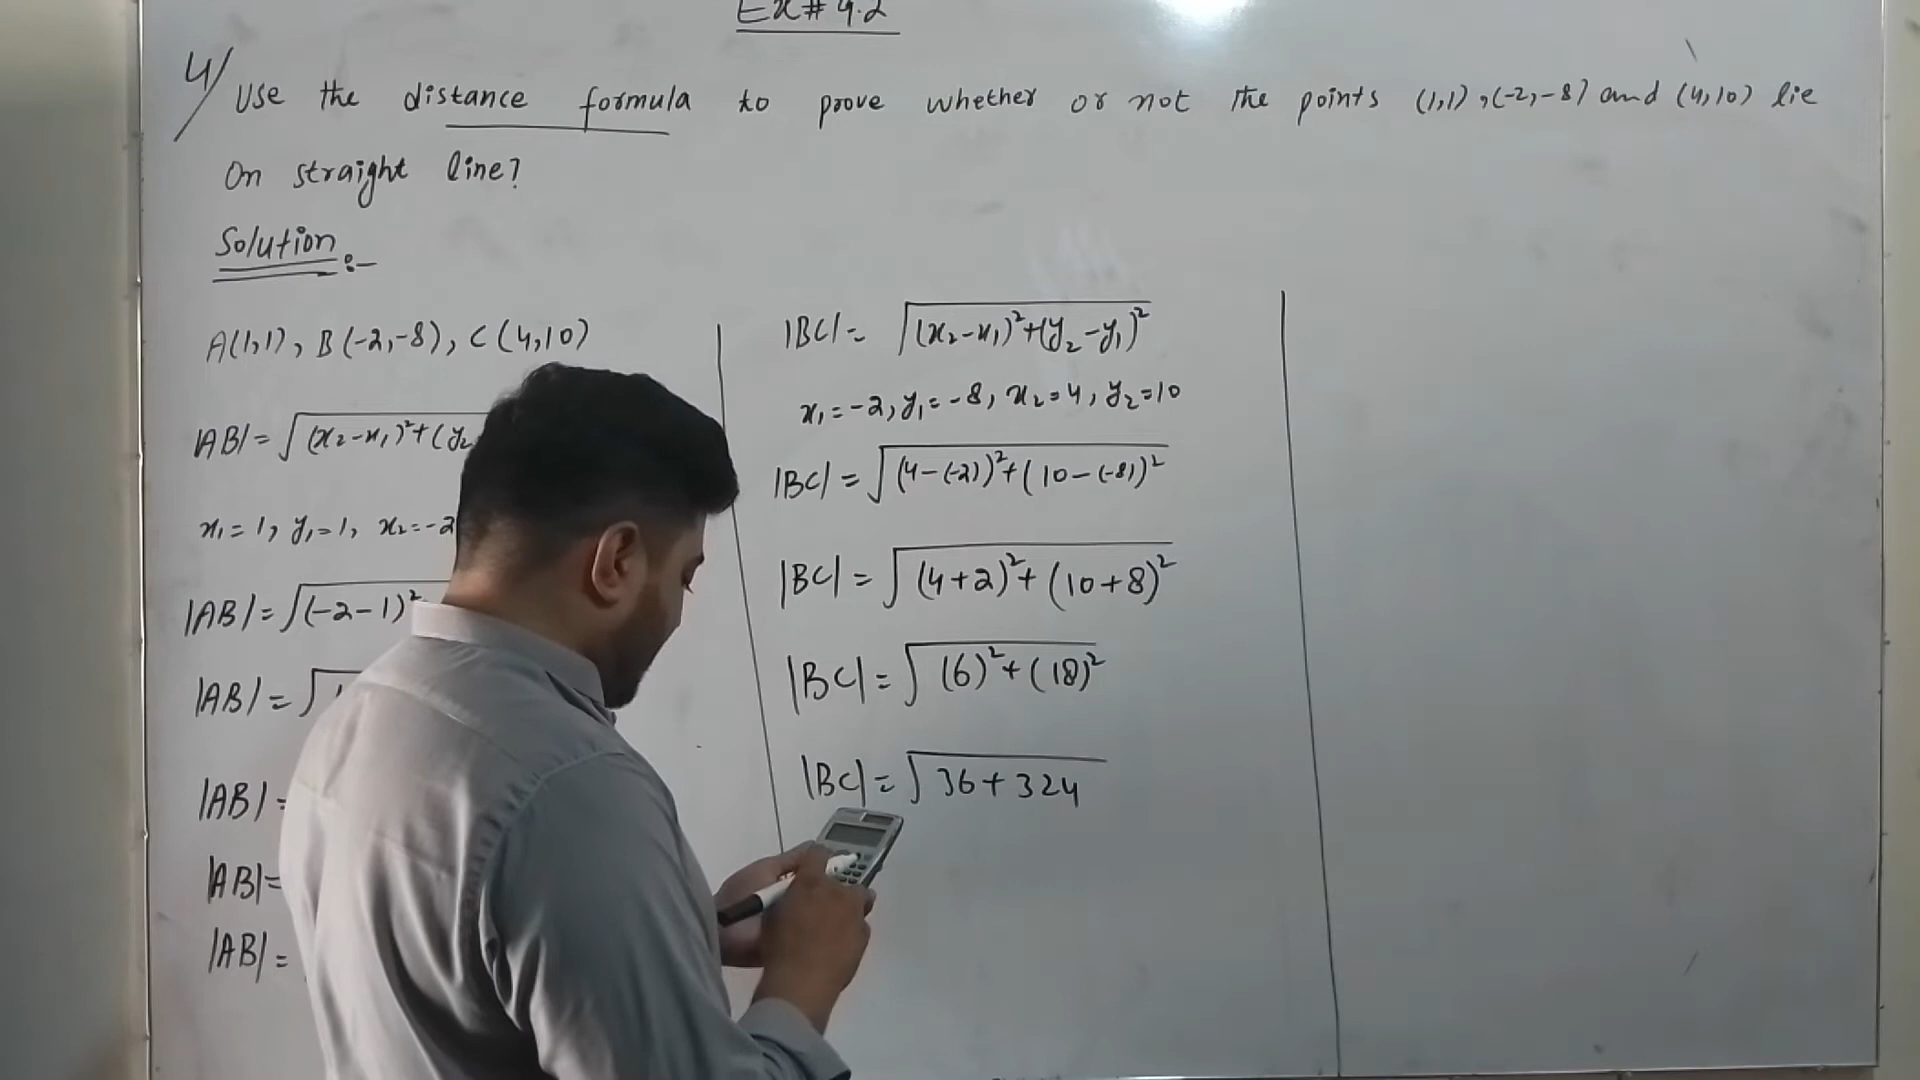 Ex# 4.2
4/ Use the distance formula to prove whether or not the points (1,1), (-2,-8) and (4,10) lie
On straight line?
Solution :-
A(1,1), B(-2,-8), C(4,10)
|AB| = √(x₂-x₁)²+(y₂
x₁=1, y₁=1, x₂=-2
|AB| = √(-2-1)²
|AB| = √
|AB| =
|AB| =
|AB| =
|BC| = √(x₂-x₁)²+(y₂-y₁)²
x₁=-2, y₁=-8, x₂=4, y₂=10
|BC| = √(4-(-2))²+(10-(-8))²
|BC| = √(4+2)²+(10+8)²
|BC| = √(6)²+(18)²
|BC| = √36+324